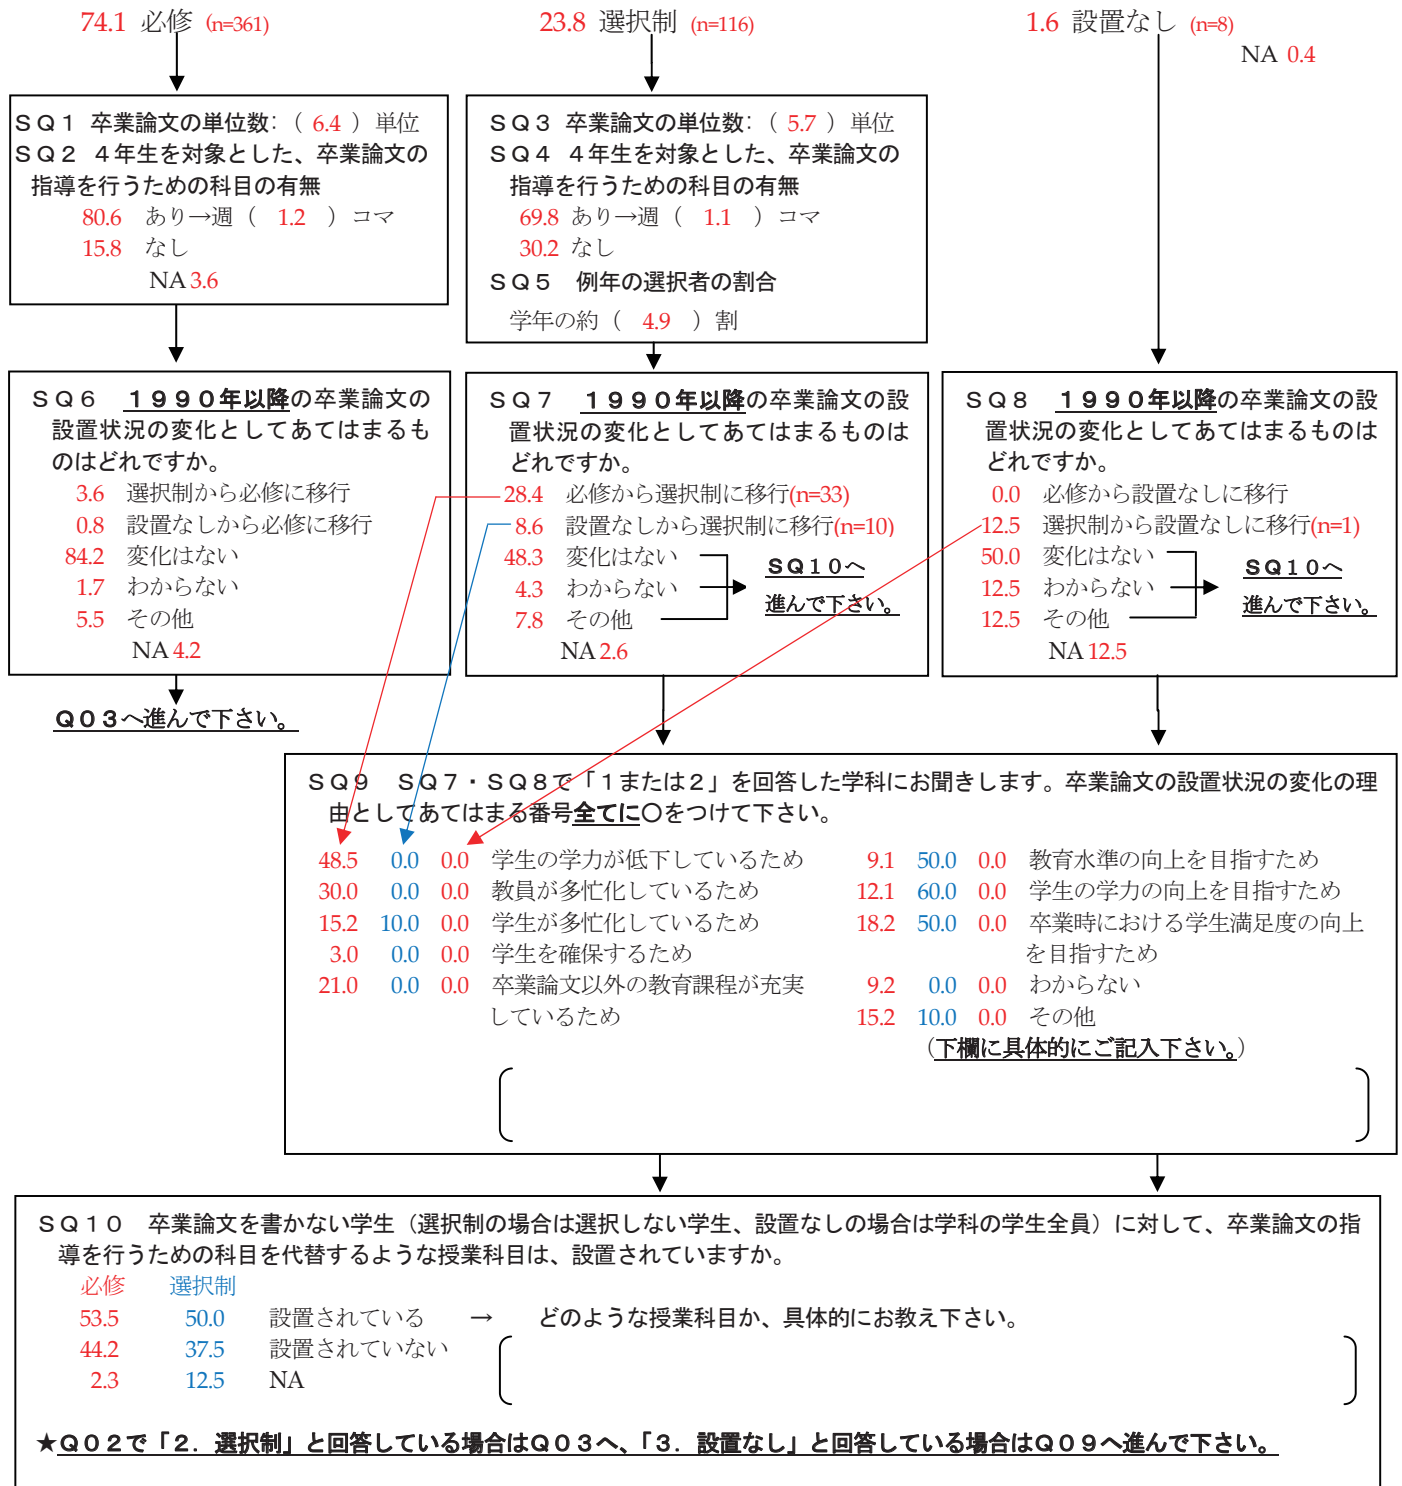 74.1 必修 (n=361)
23.8 選択制 (n=116)
1.6 設置なし (n=8)
NA 0.4
ＳＱ１ 卒業論文の単位数:（ 6.4 ）単位
ＳＱ２ ４年生を対象とした、卒業論文の
指導を行うための科目の有無
80.6 あり→週（ 1.2 ）コマ
15.8 なし
NA 3.6
ＳＱ３ 卒業論文の単位数:（ 5.7 ）単位
ＳＱ４ ４年生を対象とした、卒業論文の
指導を行うための科目の有無
69.8 あり→週（ 1.1 ）コマ
30.2 なし
ＳＱ５ 例年の選択者の割合
学年の約（ 4.9 ）割
ＳＱ６ １９９０年以降の卒業論文の
設置状況の変化としてあてはまるも
のはどれですか。
3.6 選択制から必修に移行
0.8 設置なしから必修に移行
84.2 変化はない
1.7 わからない
5.5 その他
NA 4.2
Ｑ０３へ進んで下さい。
ＳＱ７ １９９０年以降の卒業論文の設
置状況の変化としてあてはまるものは
どれですか。
28.4 必修から選択制に移行(n=33)
8.6 設置なしから選択制に移行(n=10)
48.3 変化はない
4.3 わからない
7.8 その他
NA 2.6
ＳＱ１０へ
進んで下さい。
ＳＱ８ １９９０年以降の卒業論文の設
置状況の変化としてあてはまるものは
どれですか。
0.0 必修から設置なしに移行
12.5 選択制から設置なしに移行(n=1)
50.0 変化はない
12.5 わからない
12.5 その他
NA 12.5
ＳＱ１０へ
進んで下さい。
ＳＱ９ ＳＱ７・ＳＱ８で「１または２」を回答した学科にお聞きします。卒業論文の設置状況の変化の理
由としてあてはまる番号全てに○をつけて下さい。
48.5 0.0 0.0 学生の学力が低下しているため
30.0 0.0 0.0 教員が多忙化しているため
15.2 10.0 0.0 学生が多忙化しているため
3.0 0.0 0.0 学生を確保するため
21.0 0.0 0.0 卒業論文以外の教育課程が充実
しているため
9.1 50.0 0.0 教育水準の向上を目指すため
12.1 60.0 0.0 学生の学力の向上を目指すため
18.2 50.0 0.0 卒業時における学生満足度の向上
を目指すため
9.2 0.0 0.0 わからない
15.2 10.0 0.0 その他
（下欄に具体的にご記入下さい。）
ＳＱ１０ 卒業論文を書かない学生（選択制の場合は選択しない学生、設置なしの場合は学科の学生全員）に対して、卒業論文の指
導を行うための科目を代替するような授業科目は、設置されていますか。
必修 選択制
53.5 50.0 設置されている → どのような授業科目か、具体的にお教え下さい。
44.2 37.5 設置されていない
2.3 12.5 NA
★Ｑ０２で「２．選択制」と回答している場合はＱ０３へ、「３．設置なし」と回答している場合はＱ０９へ進んで下さい。